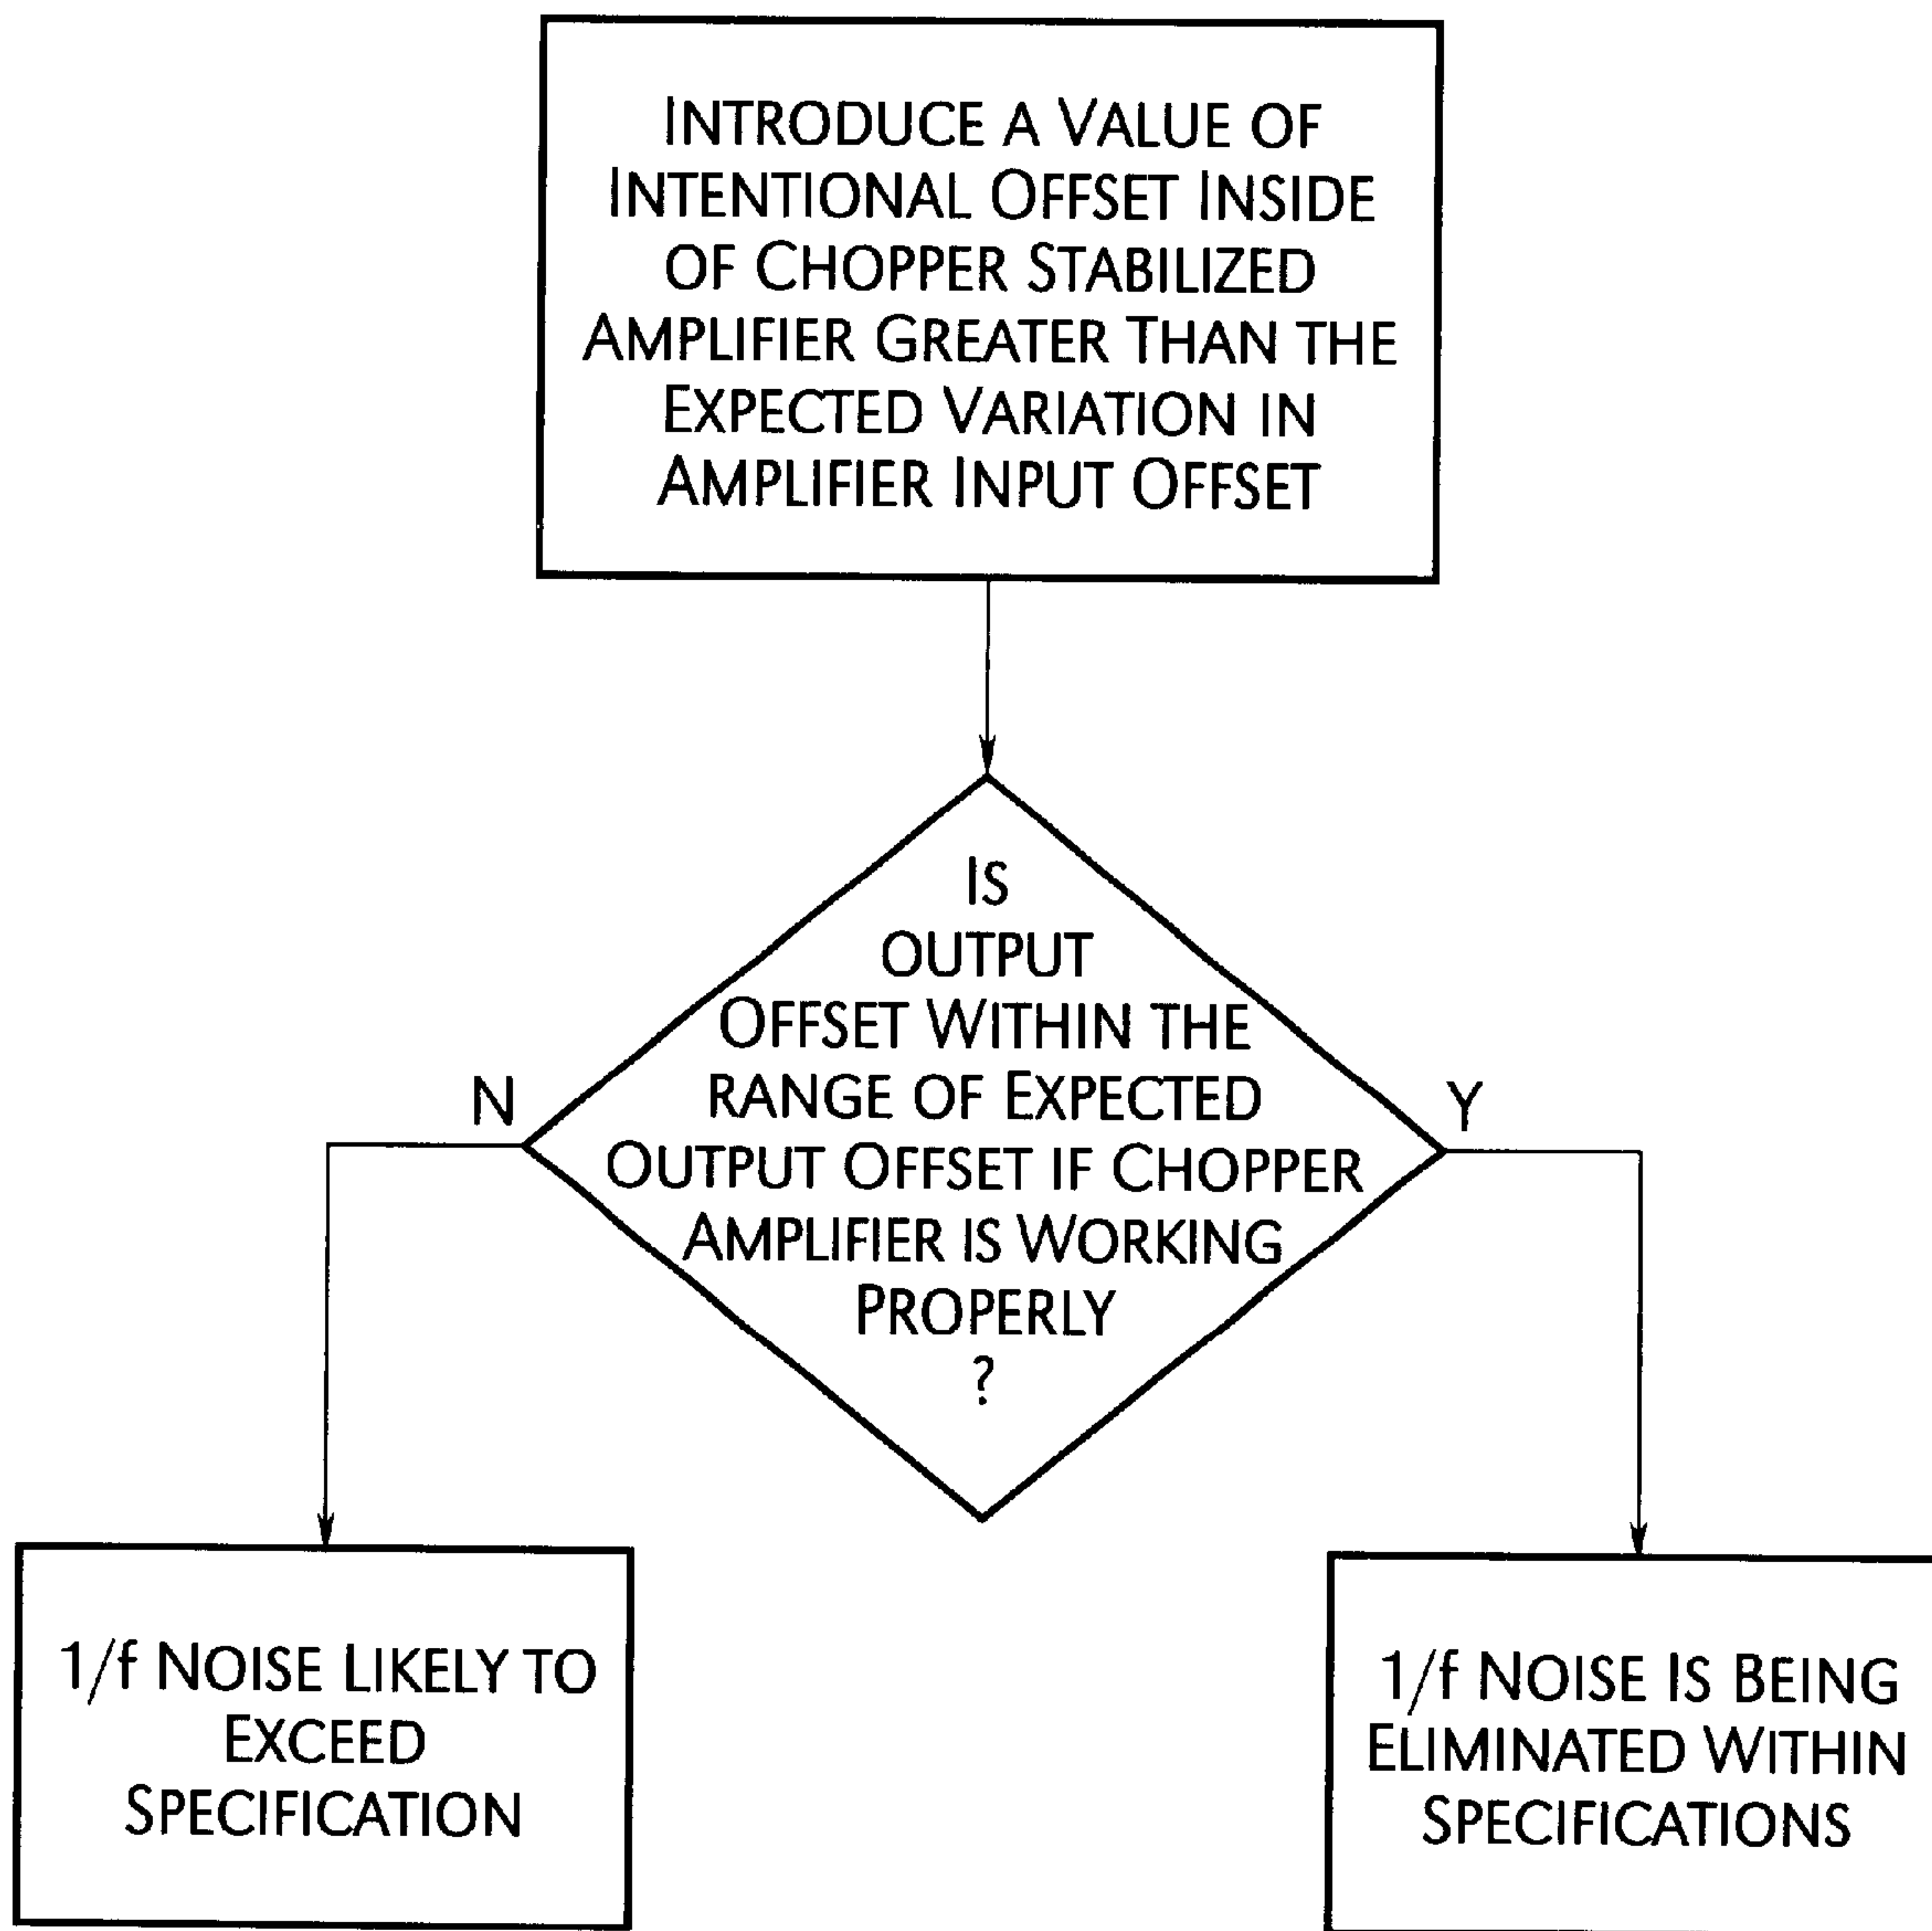 INTRODUCE A VALUE OF
INTENTIONAL OFFSET INSIDE
OF CHOPPER STABILIZED
AMPLIFIER GREATER THAN THE
EXPECTED VARIATION IN
AMPLIFIER INPUT OFFSET
IS
OUTPUT
OFFSET WITHIN THE
RANGE OF EXPECTED
OUTPUT OFFSET IF CHOPPER
AMPLIFIER IS WORKING
PROPERLY
?
N
Y
1/f NOISE LIKELY TO
EXCEED
SPECIFICATION
1/f NOISE IS BEING
ELIMINATED WITHIN
SPECIFICATIONS